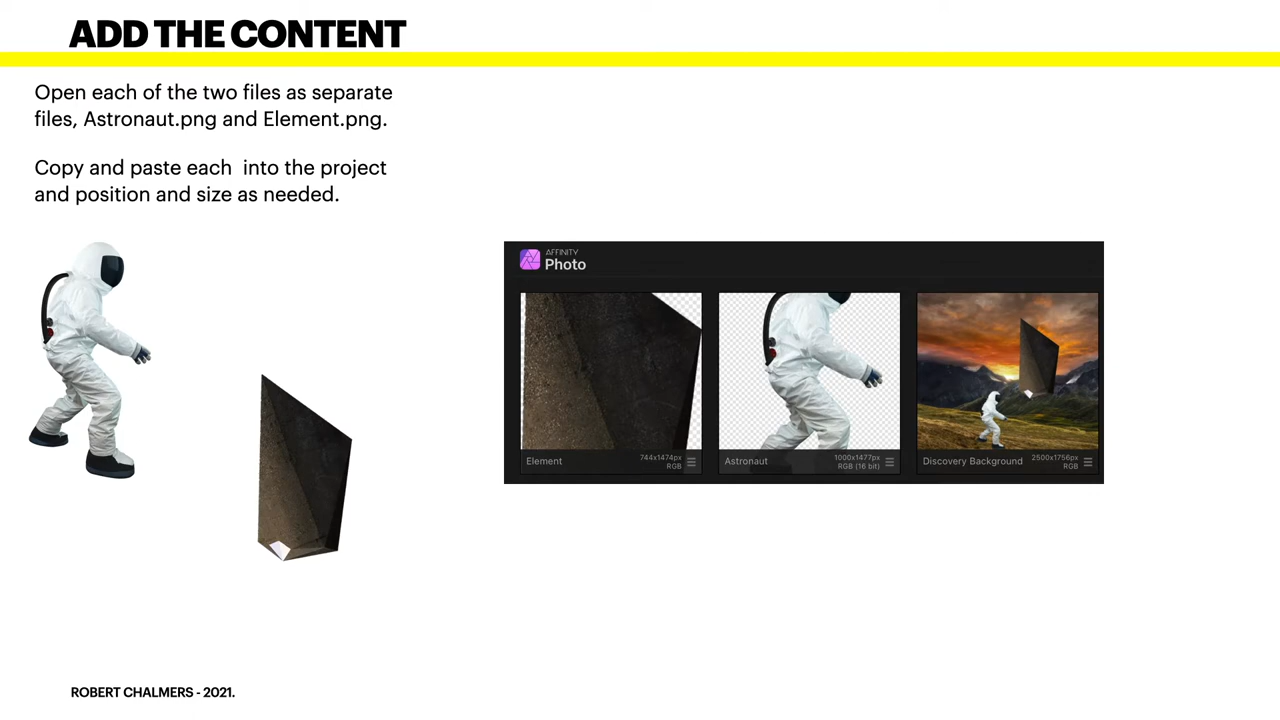 ADD THE CONTENT
Open each of the two files as separate
files, Astronaut.png and Element.png.
Copy and paste each  into the project
and position and size as needed.
AFFINITY
Photo
Element
744x1474px
RGB
Astronaut
1000x1477px
RGB (16 bit)
Discovery Background
2500x1756px
RGB
ROBERT CHALMERS - 2021.